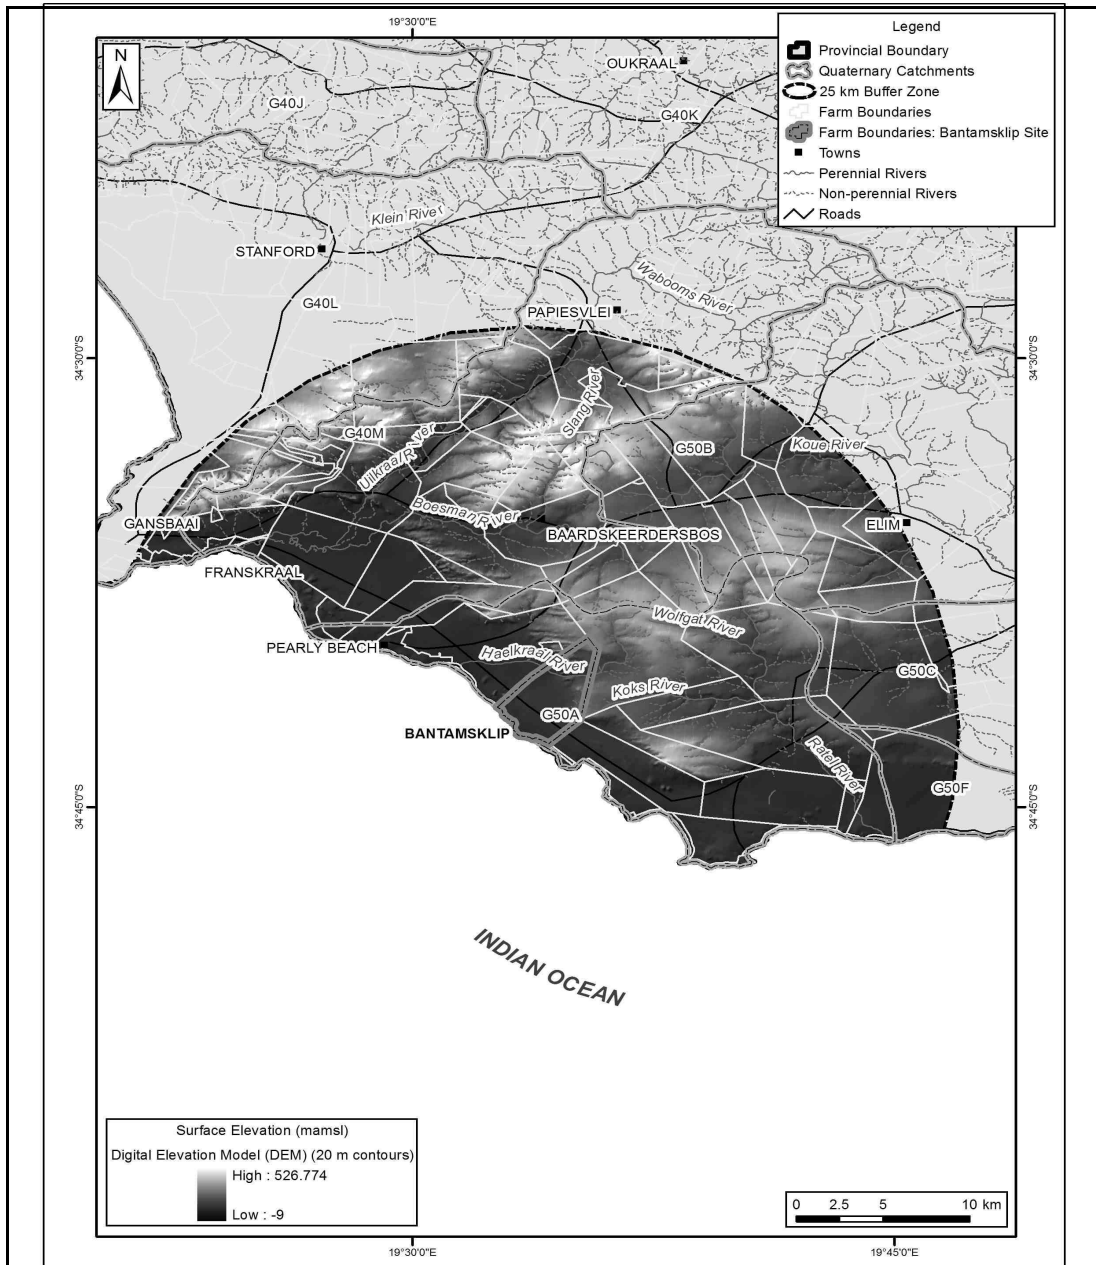 19°30'0"E
N
OUKRAAL
G40J
G40K
Legend
Provincial Boundary
Quaternary Catchments
25 km Buffer Zone
Farm Boundaries
Farm Boundaries: Bantamsklip Site
Towns
Perennial Rivers
Non-perennial Rivers
Roads
Klein River
STANFORD
G40L
Wabooms River
PAPIESVLEI
34°30'0"S
34°30'0"S
Slang River
G40M
Uilkraal River
G50B
Koue River
Boesman River
GANSBAAI
BAARDSKEERDERSBOS
ELIM
FRANSKRAAL
Wolfgat River
PEARLY BEACH
Haelkraal River
G50C
Koks River
G50A
BANTAMSKLIP
Ratel River
G50F
34°45'0"S
34°45'0"S
INDIAN OCEAN
Surface Elevation (mamsl)
Digital Elevation Model (DEM) (20 m contours)
High : 526.774
Low : -9
0 2.5 5 10 km
19°30'0"E
19°45'0"E